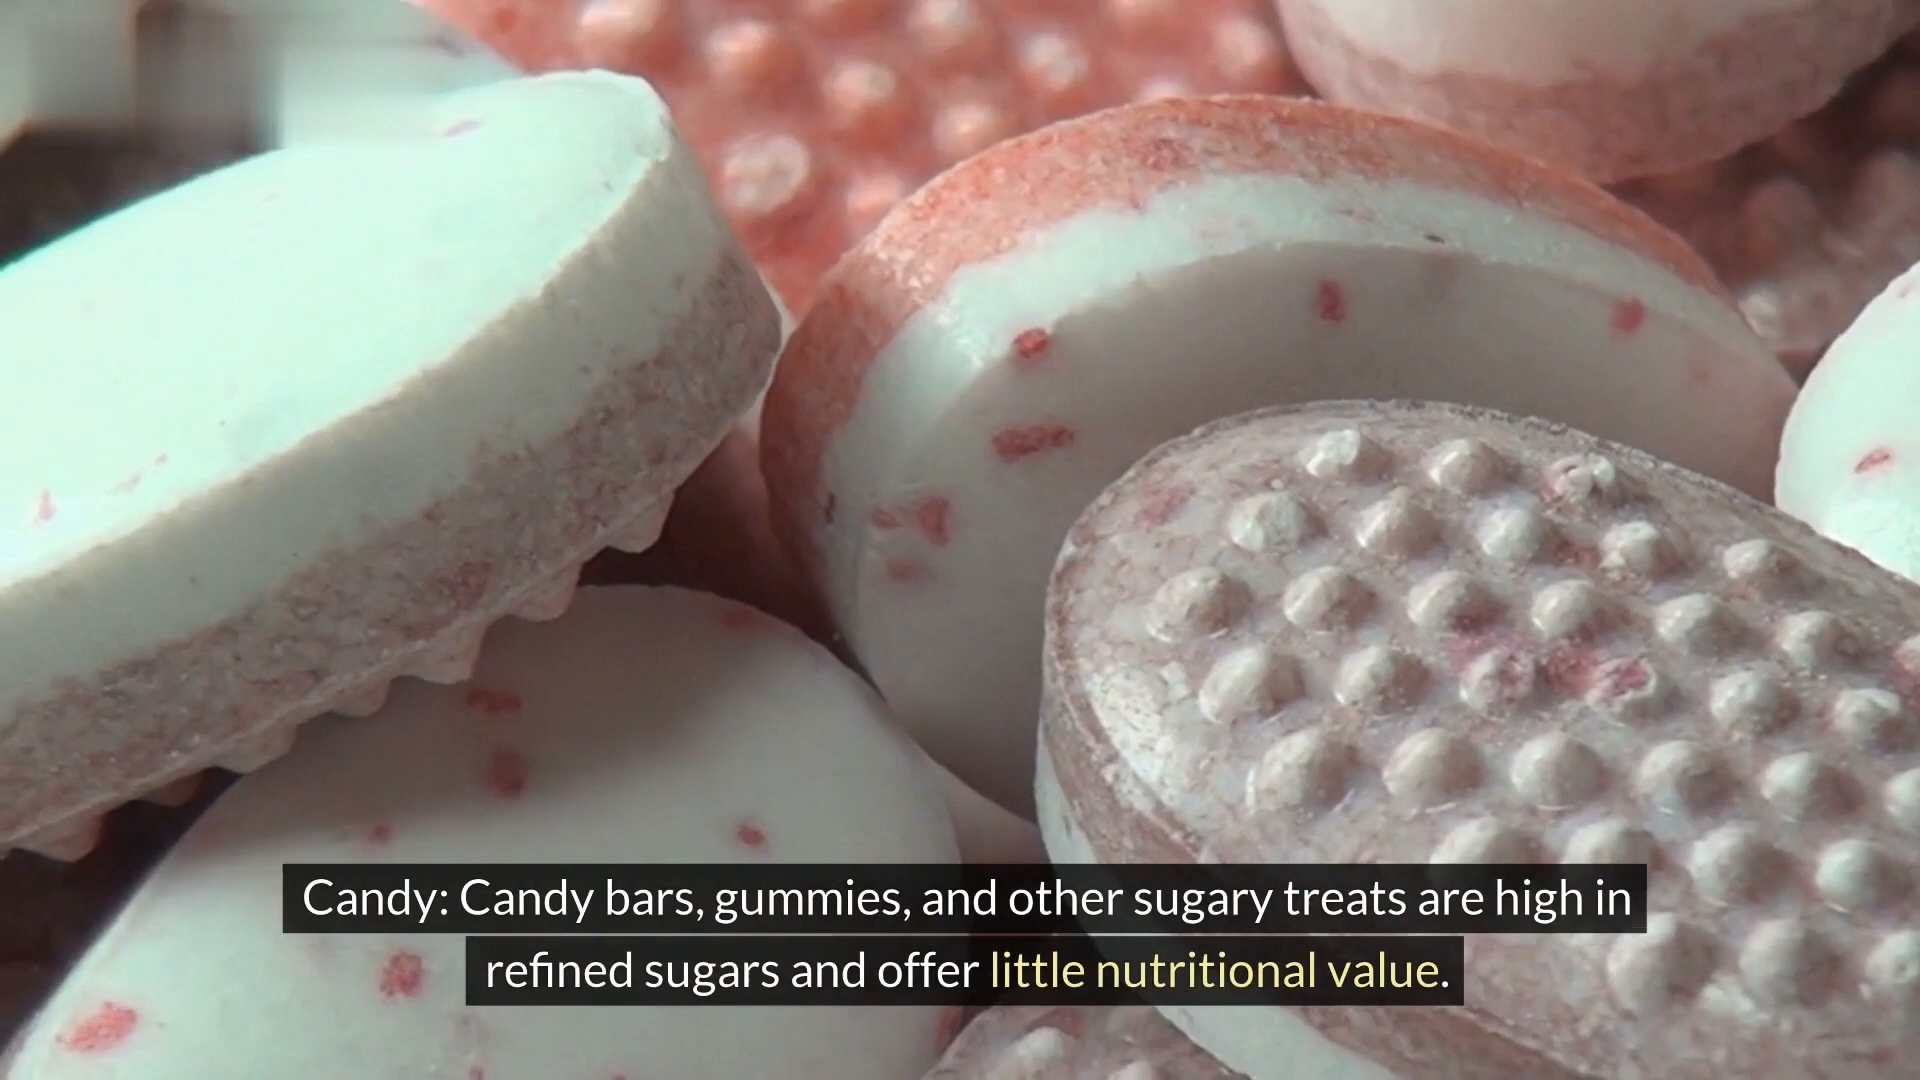 Candy: Candy bars, gummies, and other sugary treats are high in
refined sugars and offer little nutritional value.